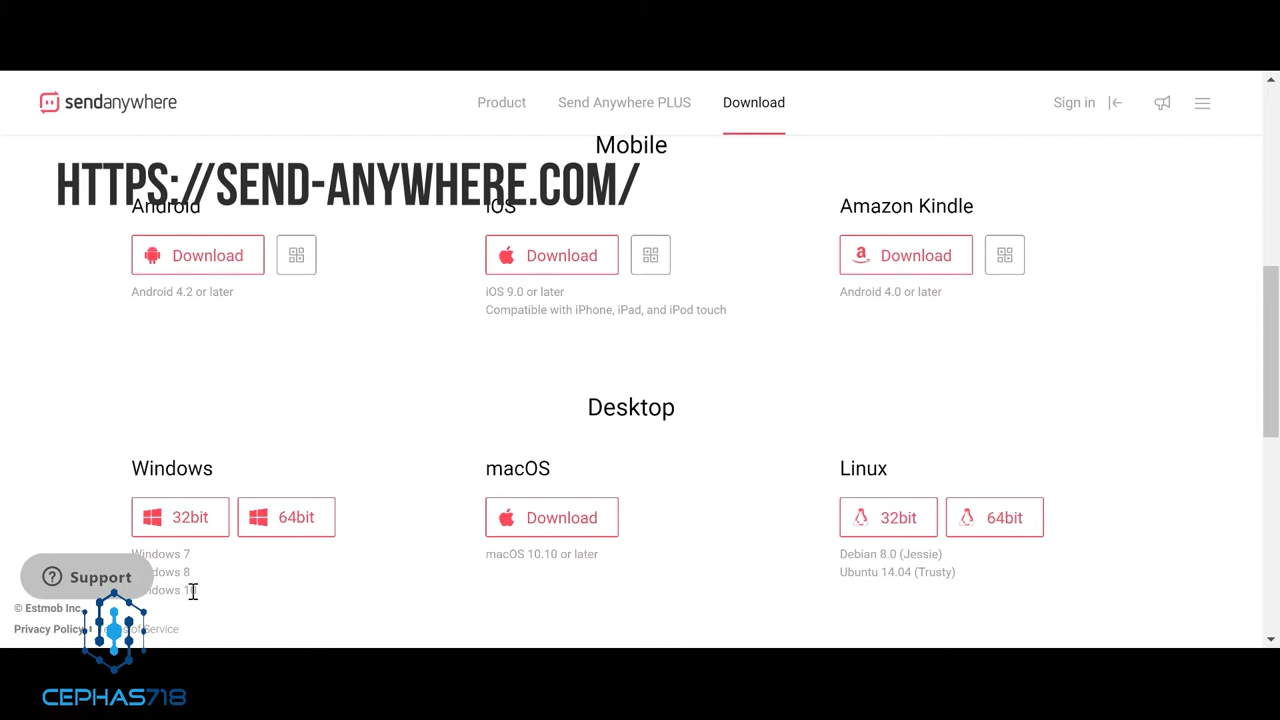 sendanywhere
Product
Send Anywhere PLUS
Download
Sign in
Mobile
HTTPS://SEND-ANYWHERE.COM/
Android
iOS
Amazon Kindle
Download
Download
Download
Android 4.2 or later
iOS 9.0 or later
Compatible with iPhone, iPad, and iPod touch
Android 4.0 or later
Desktop
Windows
macOS
Linux
32bit
64bit
Download
32bit
64bit
Windows 7
macOS 10.10 or later
Debian 8.0 (Jessie)
Ubuntu 14.04 (Trusty)
Support
© Estmob Inc.
Privacy Policy
of Service
CEPHAS718